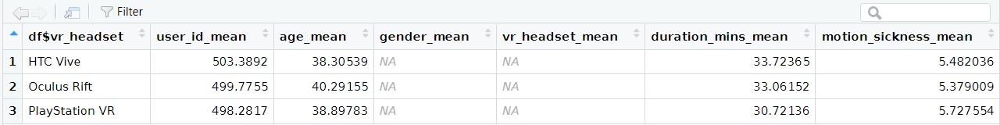 Filter
df$vr_headset user_id_mean age_mean gender_mean vr_headset_mean duration_mins_mean motion_sickness_mean
1 HTC Vive 503.3892 38.30539 NA NA 33.72365 5.482036
2 Oculus Rift 499.7755 40.29155 NA NA 33.06152 5.379009
3 PlayStation VR 498.2817 38.89783 NA NA 30.72136 5.727554